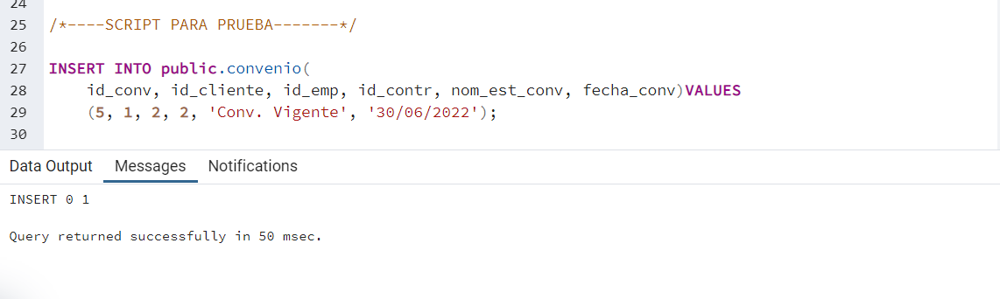 24
25 /*----SCRIPT PARA PRUEBA-------*/
26
27 INSERT INTO public.convenio(
28 id_conv, id_cliente, id_emp, id_contr, nom_est_conv, fecha_conv)VALUES
29 (5, 1, 2, 2, 'Conv. Vigente', '30/06/2022');
30
Data Output Messages Notifications
INSERT 0 1
Query returned successfully in 50 msec.